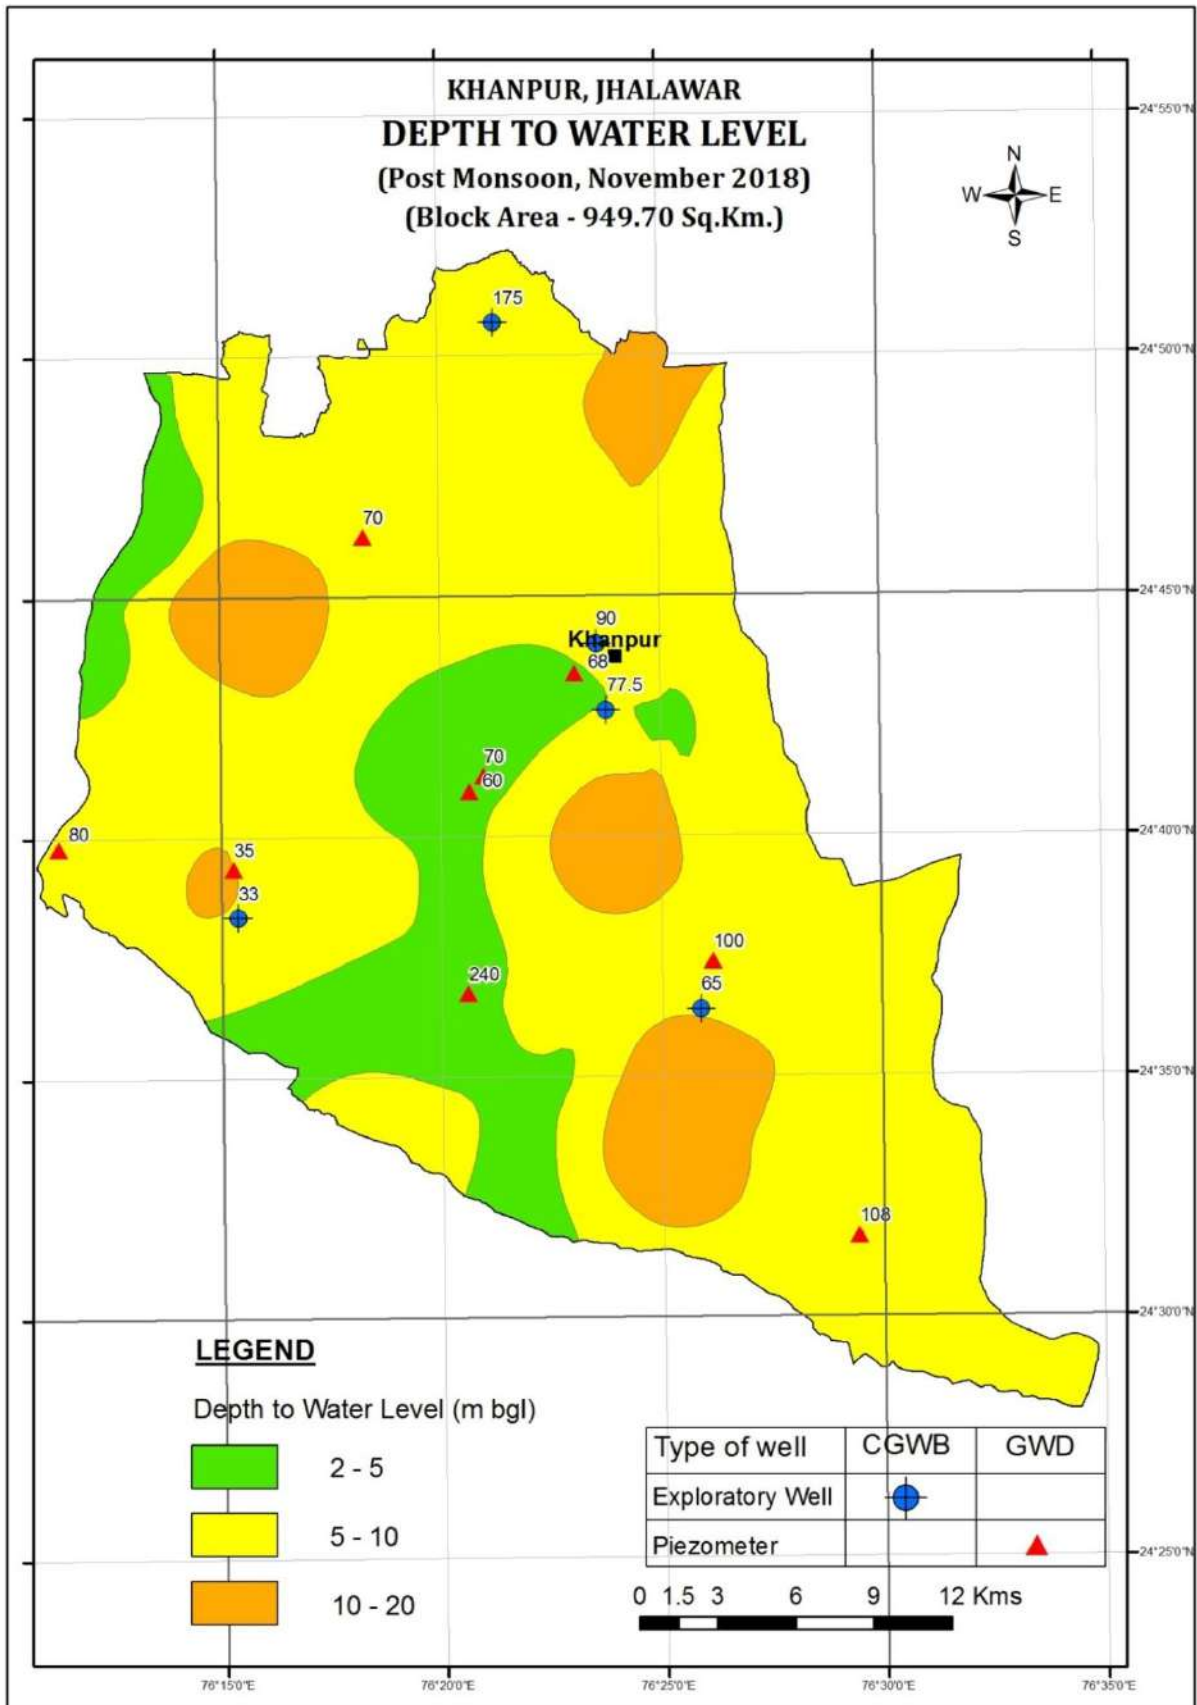 KHANPUR, JHALAWAR
DEPTH TO WATER LEVEL
(Post Monsoon, November 2018)
(Block Area - 949.70 Sq.Km.)
N
W E
S
24°55'0"N
175
24°50'0"N
70
24°45'0"N
90
Khanpur
68
77.5
70
60
80
24°40'0"N
35
33
100
240
65
24°35'0"N
108
24°30'0"N
LEGEND
Depth to Water Level (m bgl)
2 - 5
5 - 10
10 - 20
Type of well CGWB GWD
Exploratory Well
Piezometer
24°25'0"N
0 1.5 3 6 9 12 Kms
76°15'0"E 76°20'0"E 76°25'0"E 76°30'0"E 76°35'0"E